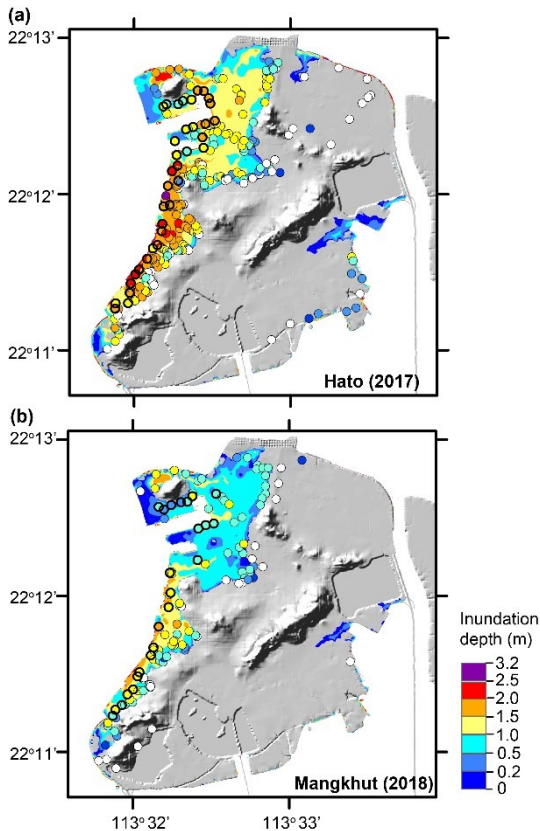 (a)
22°13'
22°12'
22°11'
Hato (2017)
(b)
22°13'
22°12'
22°11'
Mangkhut (2018)
113°32'
113°33'
Inundation
depth (m)
3.2
2.5
2.0
1.5
1.0
0.5
0.2
0